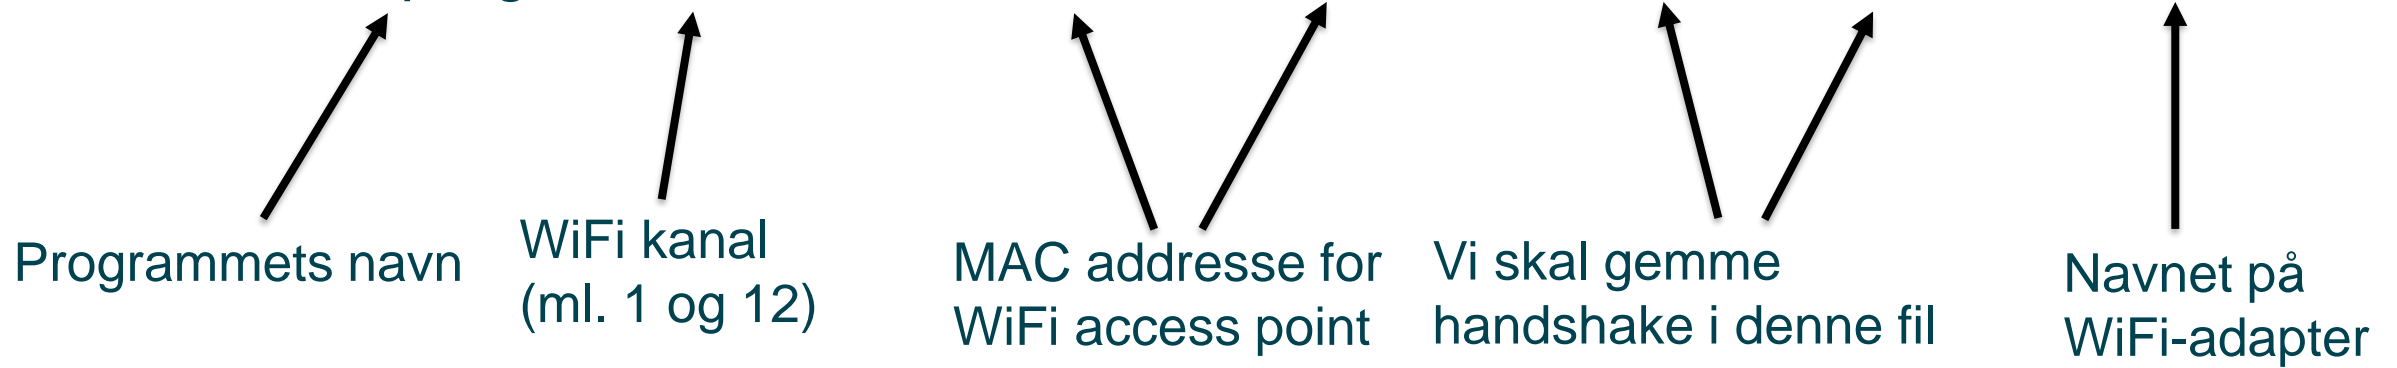 Programmets navn
WiFi kanal
(ml. 1 og 12)
MAC addresse for
WiFi access point
Vi skal gemme
handshake i denne fil
Navnet på
WiFi-adapter